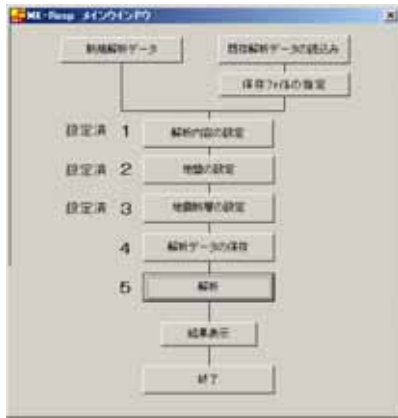 MK-Resp メインウインドウ
新規解析データ
既存解析データの読込み
保存ファイルの指定
設定済 1 解析内容の設定
設定済 2 地盤の設定
設定済 3 地震断層の設定
4 解析データの保存
5 解析
結果表示
終了